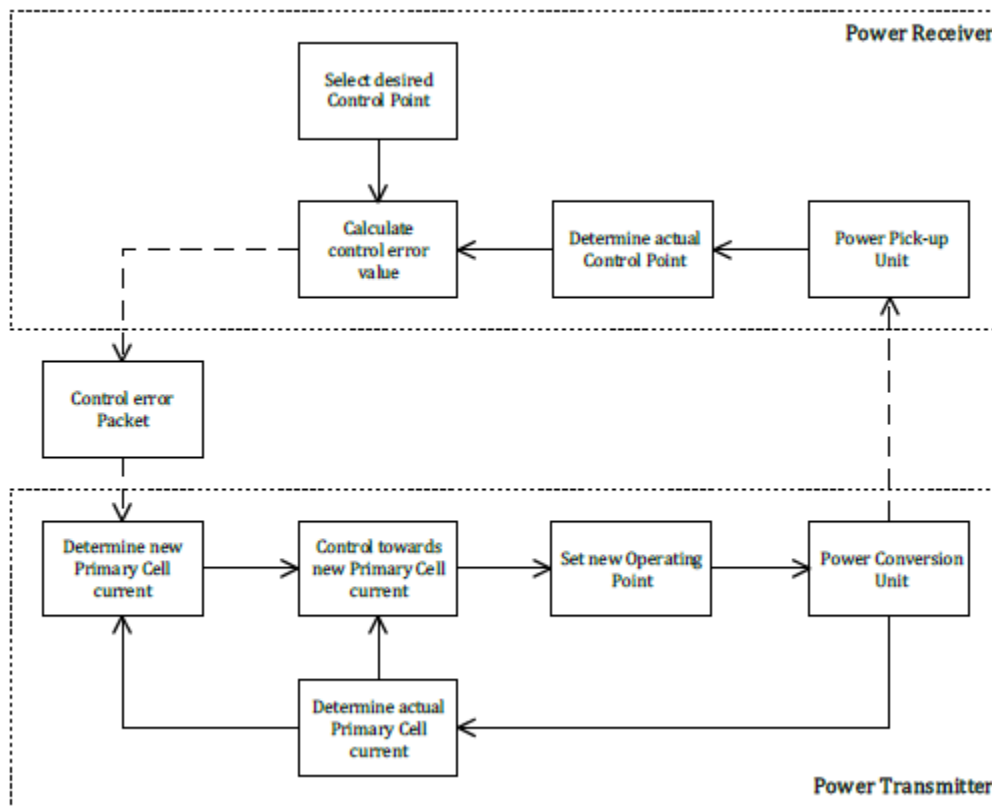 Power Receiver
Select desired
Control Point
Calculate
control error
value
Determine actual
Control Point
Power Pick-up
Unit
Control error
Packet
Determine new
Primary Cell
current
Control towards
new Primary Cell
current
Set new Operating
Point
Power Conversion
Unit
Determine actual
Primary Cell
current
Power Transmitter